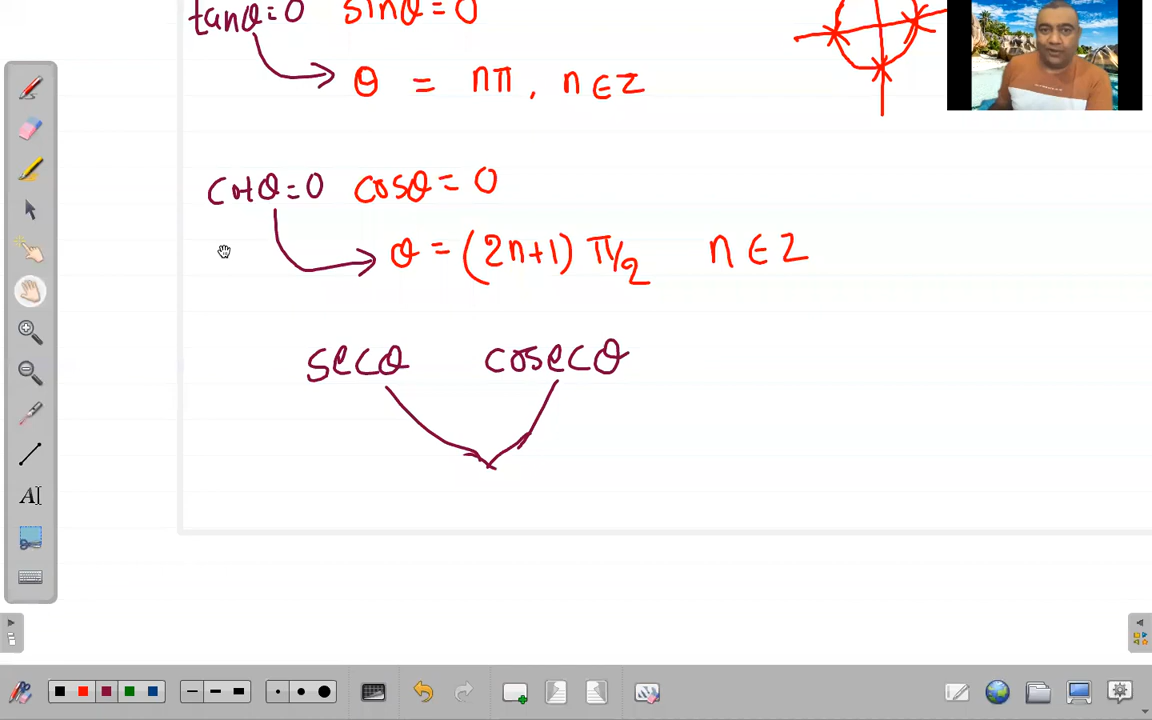 tanθ=0 sinθ=0
θ = nπ, n∈Z
cotθ=0 cosθ=0
θ = (2n+1) π/2 n∈Z
secθ cosecθ
A